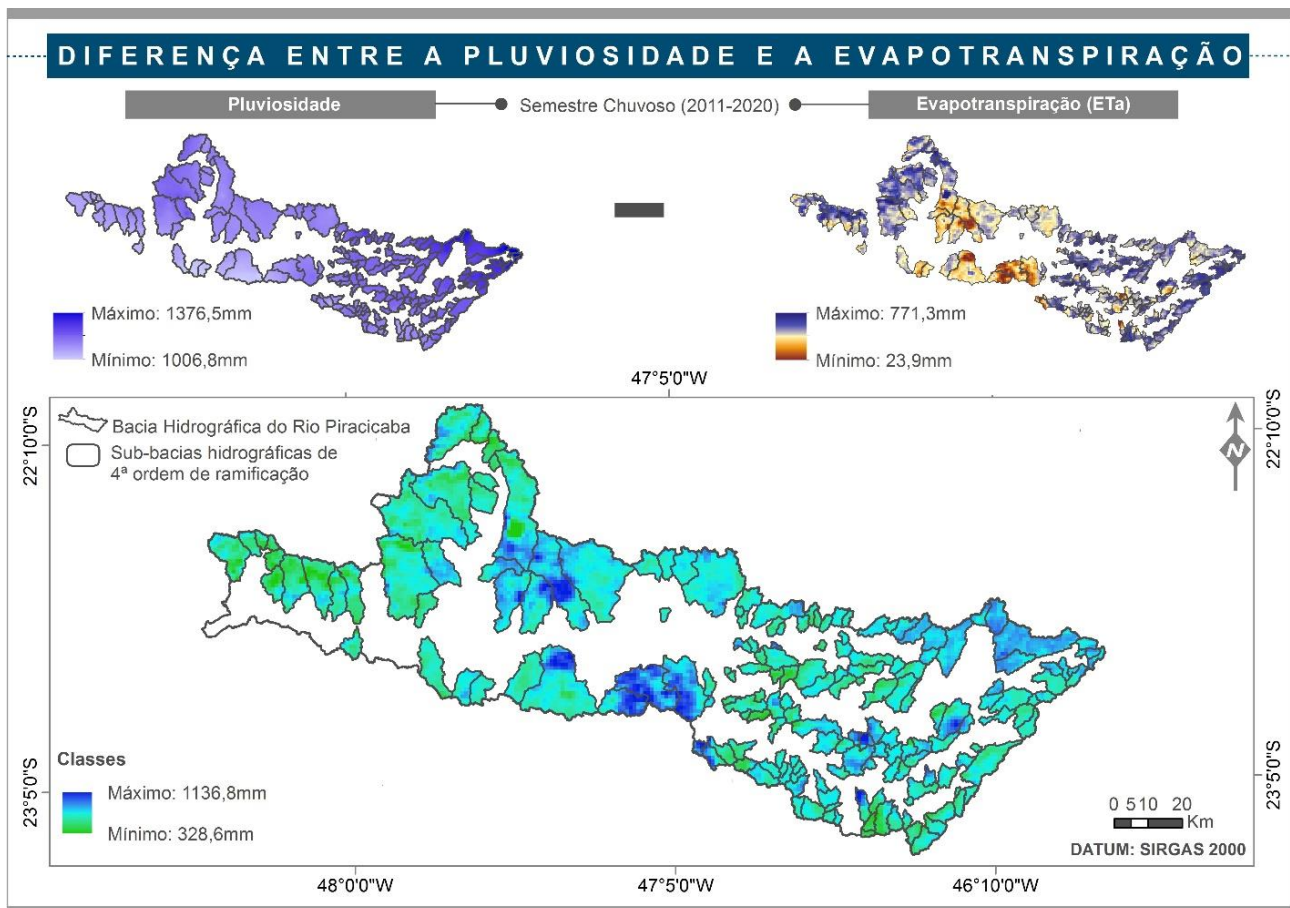 DIFERENÇA ENTRE A PLUVIOSIDADE E A EVAPOTRANSPIRAÇÃO
Pluviosidade
Semestre Chuvoso (2011-2020)
Evapotranspiração (ETa)
Máximo: 1376,5mm
Mínimo: 1006,8mm
Máximo: 771,3mm
Mínimo: 23,9mm
47°5'0"W
Bacia Hidrográfica do Rio Piracicaba
Sub-bacias hidrográficas de
4ª ordem de ramificação
N
22°10'0"S
22°10'0"S
Classes
Máximo: 1136,8mm
Mínimo: 328,6mm
23°5'0"S
23°5'0"S
0 510 20
Km
DATUM: SIRGAS 2000
48°0'0"W
47°5'0"W
46°10'0"W